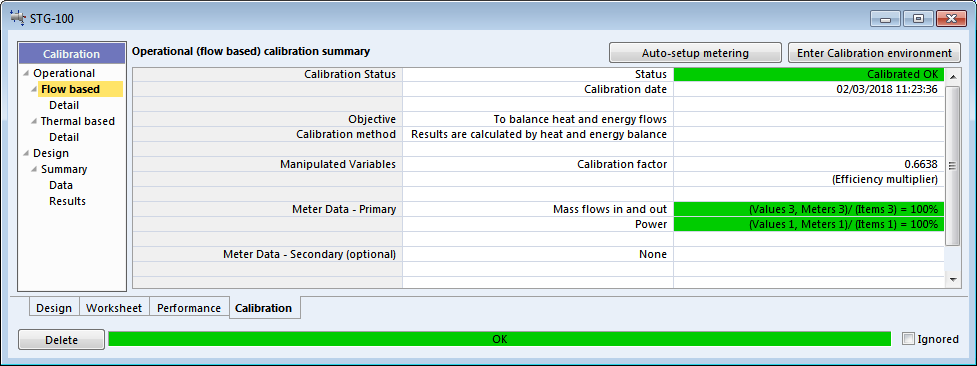 STG-100
Calibration
Operational
Flow based
Detail
Thermal based
Detail
Design
Summary
Data
Results
Operational (flow based) calibration summary
Auto-setup metering
Enter Calibration environment
Calibration Status Status Calibrated OK
Calibration date 02/03/2018 11:23:36
Objective To balance heat and energy flows
Calibration method Results are calculated by heat and energy balance
Manipulated Variables Calibration factor 0.6638
(Efficiency multiplier)
Meter Data - Primary Mass flows in and out (Values 3, Meters 3)/ (Items 3) = 100%
Power (Values 1, Meters 1)/ (Items 1) = 100%
Meter Data - Secondary (optional) None
Design Worksheet Performance Calibration
Delete OK Ignored